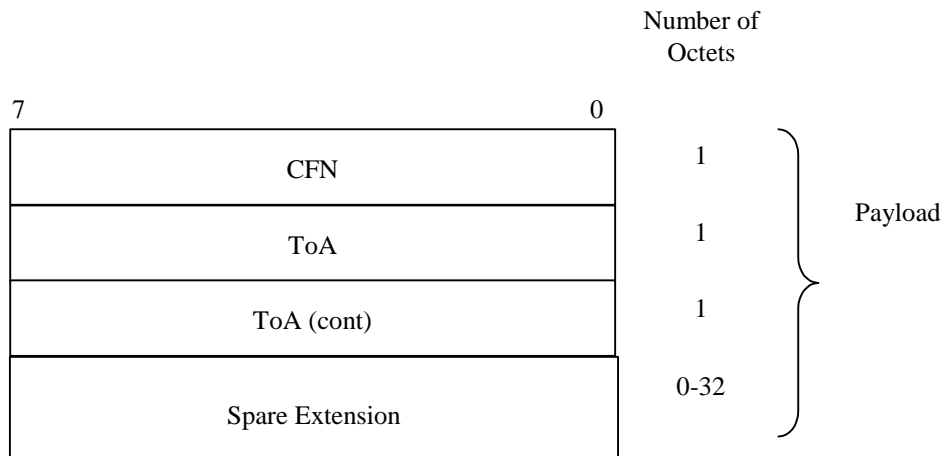 Number of
Octets
7 0
CFN 1
ToA 1
Payload
ToA (cont) 1
Spare Extension 0-32